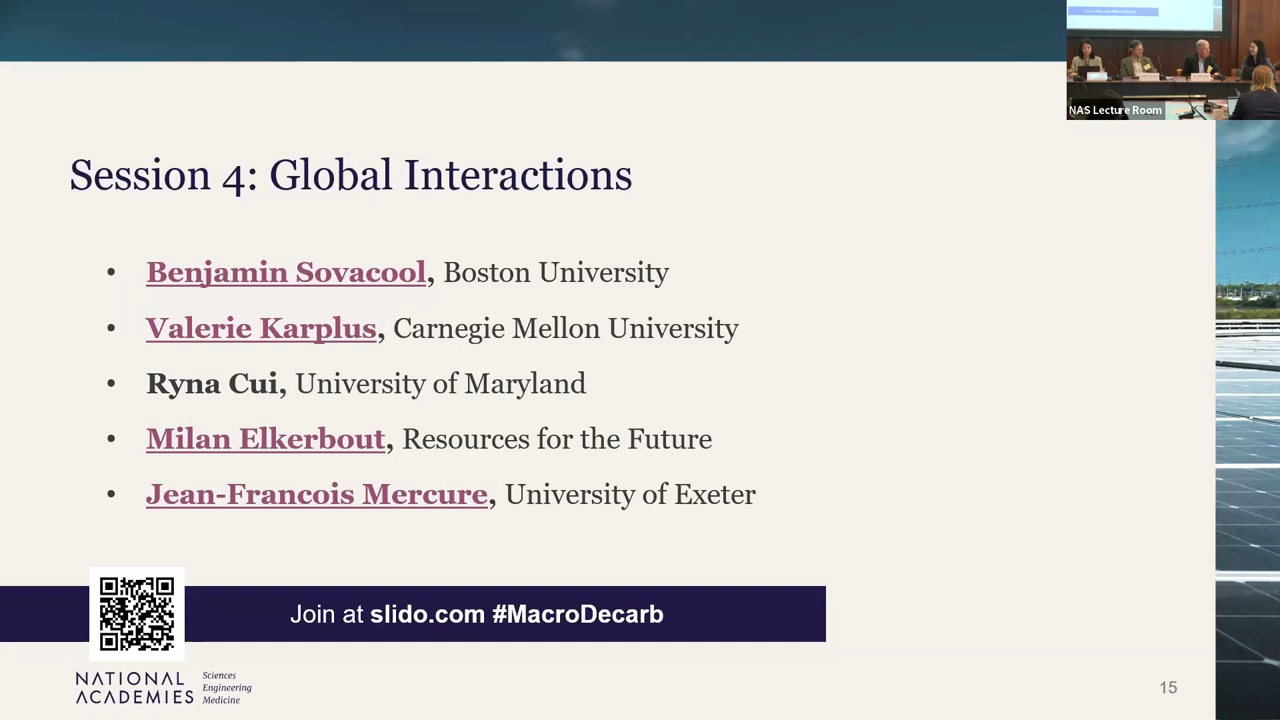 NAS Lecture Room
Session 4: Global Interactions
• Benjamin Sovacool, Boston University
• Valerie Karplus, Carnegie Mellon University
• Ryna Cui, University of Maryland
• Milan Elkerbout, Resources for the Future
• Jean-Francois Mercure, University of Exeter
Join at slido.com #MacroDecarb
NATIONAL
ACADEMIES
Sciences
Engineering
Medicine
15